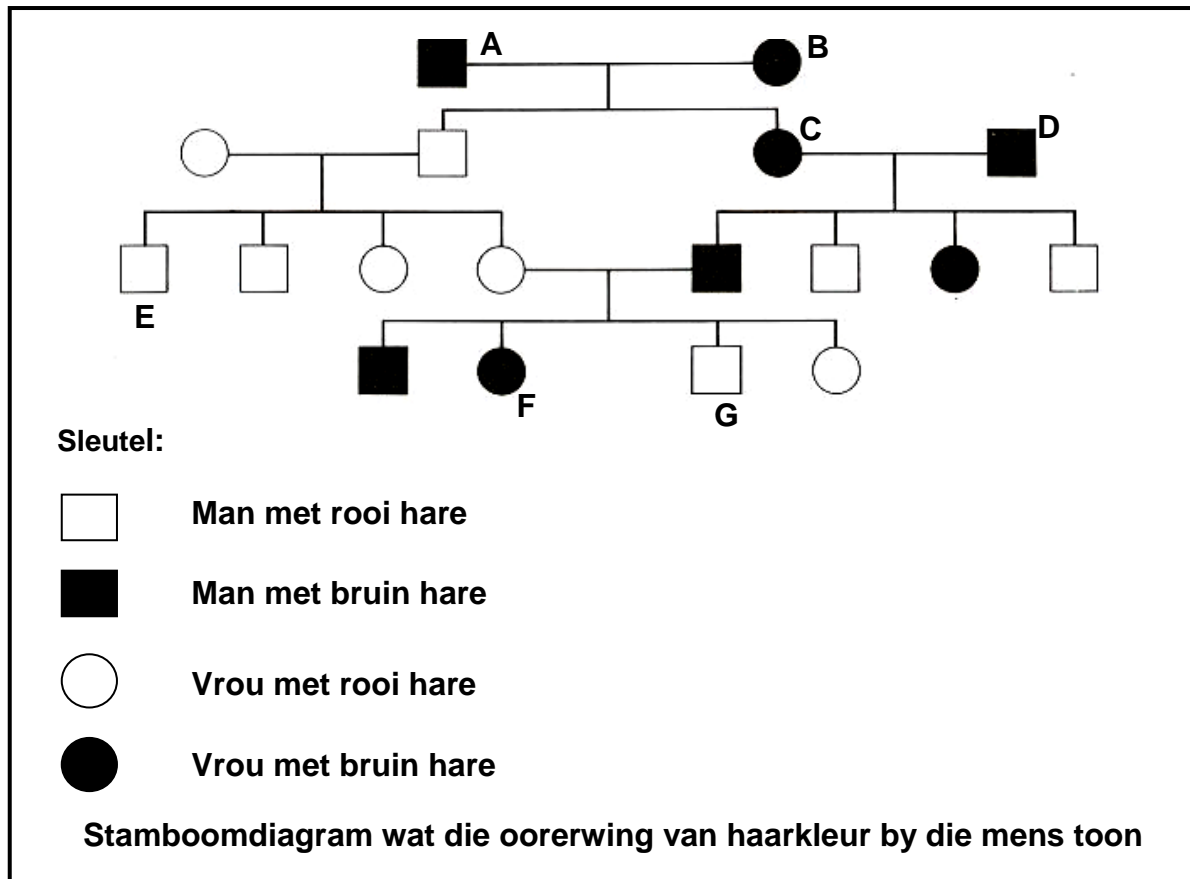 A
B
C
D
E
F
G
Sleutel:
Man met rooi hare
Man met bruin hare
Vrou met rooi hare
Vrou met bruin hare
Stamboomdiagram wat die oorerwing van haarkleur by die mens toon